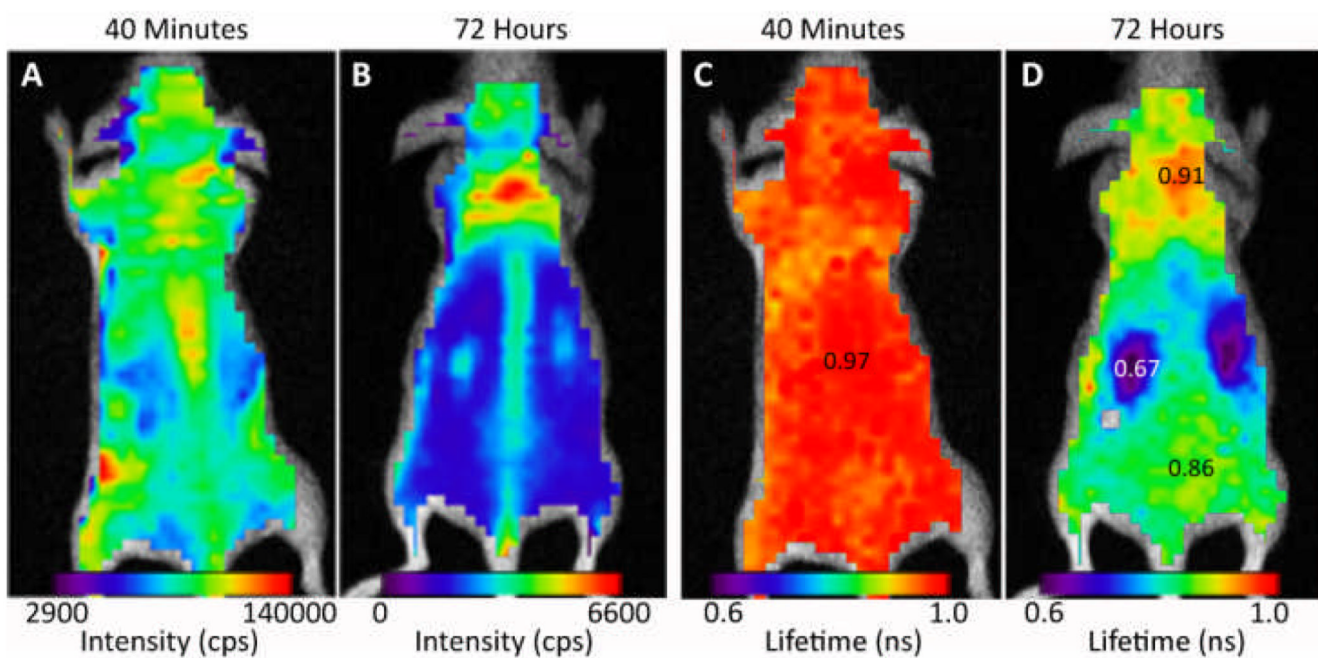 40 Minutes 72 Hours 40 Minutes 72 Hours
A B C D
0.91
0.97 0.67
0.86
2900 140000 0 6600 0.6 1.0 0.6 1.0
Intensity (cps) Intensity (cps) Lifetime (ns) Lifetime (ns)